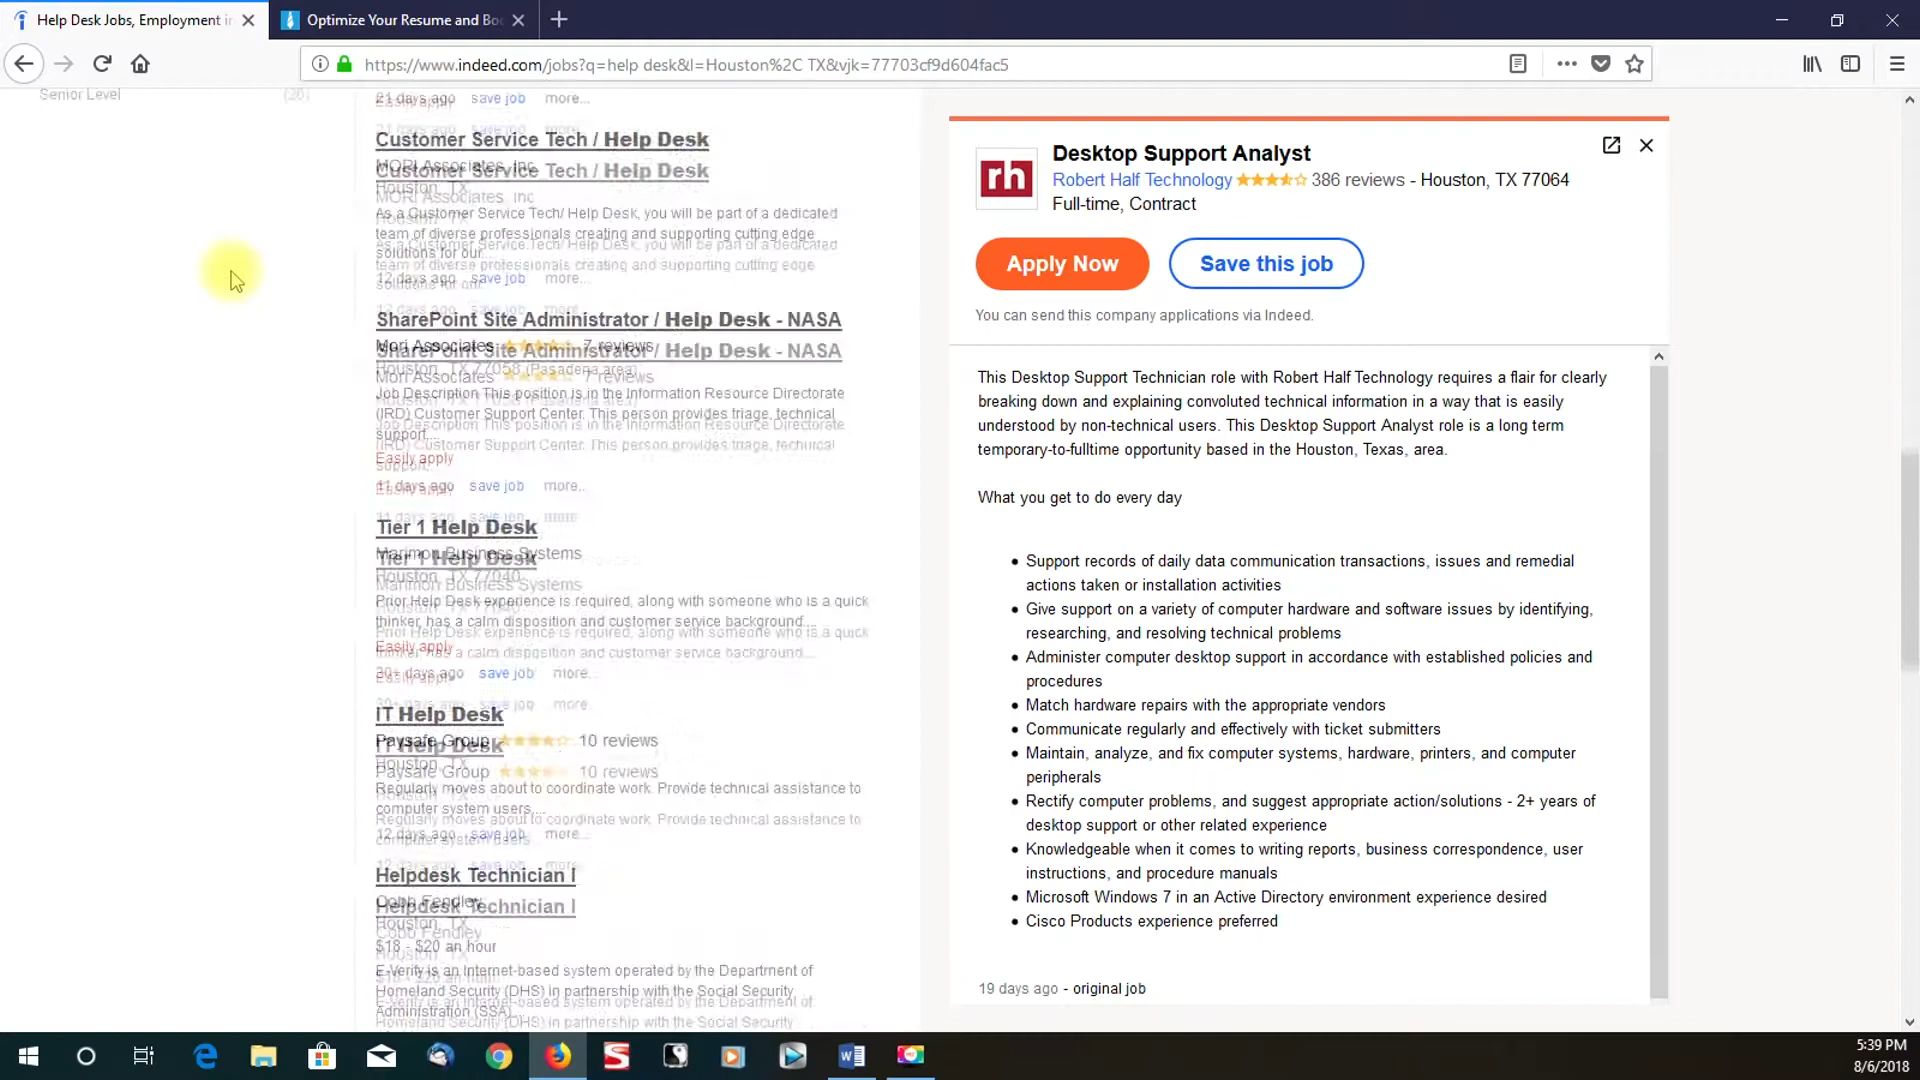 Help Desk Jobs, Employment in
Optimize Your Resume and Bo
https://www.indeed.com/jobs?q=help desk&l=Houston%2C TX&vjk=77703cf9d604fac5
Senior Level (20)
21 days ago save job more...
Customer Service Tech / Help Desk
MORI Associates, Inc
Houston, TX
As a Customer Service Tech/ Help Desk, you will be part of a dedicated
team of diverse professionals creating and supporting cutting edge
solutions for our...
12 days ago save job more...
SharePoint Site Administrator / Help Desk - NASA
Mori Associates 7 reviews
Houston, TX 77058 (Pasadena area)
Job Description This position is in the Information Resource Directorate
(IRD) Customer Support Center. This person provides triage, technical
support...
Easily apply
11 days ago save job more...
Tier 1 Help Desk
Marimon Business Systems
Houston, TX 77040
Prior Help Desk experience is required, along with someone who is a quick
thinker, has a calm disposition and customer service background...
Easily apply
30+ days ago save job more...
IT Help Desk
Paysafe Group 10 reviews
Houston, TX
Regularly moves about to coordinate work. Provide technical assistance to
computer system users,...
12 days ago save job more...
Helpdesk Technician I
Cobb Fendley
Houston, TX
$18 - $20 an hour
E-Verify is an Internet-based system operated by the Department of
Homeland Security (DHS) in partnership with the Social Security
Administration (SSA)...
rh
Desktop Support Analyst
Robert Half Technology 386 reviews - Houston, TX 77064
Full-time, Contract
Apply Now
Save this job
You can send this company applications via Indeed.
This Desktop Support Technician role with Robert Half Technology requires a flair for clearly
breaking down and explaining convoluted technical information in a way that is easily
understood by non-technical users. This Desktop Support Analyst role is a long term
temporary-to-fulltime opportunity based in the Houston, Texas, area.
What you get to do every day
• Support records of daily data communication transactions, issues and remedial
actions taken or installation activities
• Give support on a variety of computer hardware and software issues by identifying,
researching, and resolving technical problems
• Administer computer desktop support in accordance with established policies and
procedures
• Match hardware repairs with the appropriate vendors
• Communicate regularly and effectively with ticket submitters
• Maintain, analyze, and fix computer systems, hardware, printers, and computer
peripherals
• Rectify computer problems, and suggest appropriate action/solutions - 2+ years of
desktop support or other related experience
• Knowledgeable when it comes to writing reports, business correspondence, user
instructions, and procedure manuals
• Microsoft Windows 7 in an Active Directory environment experience desired
• Cisco Products experience preferred
19 days ago - original job
5:39 PM
8/6/2018